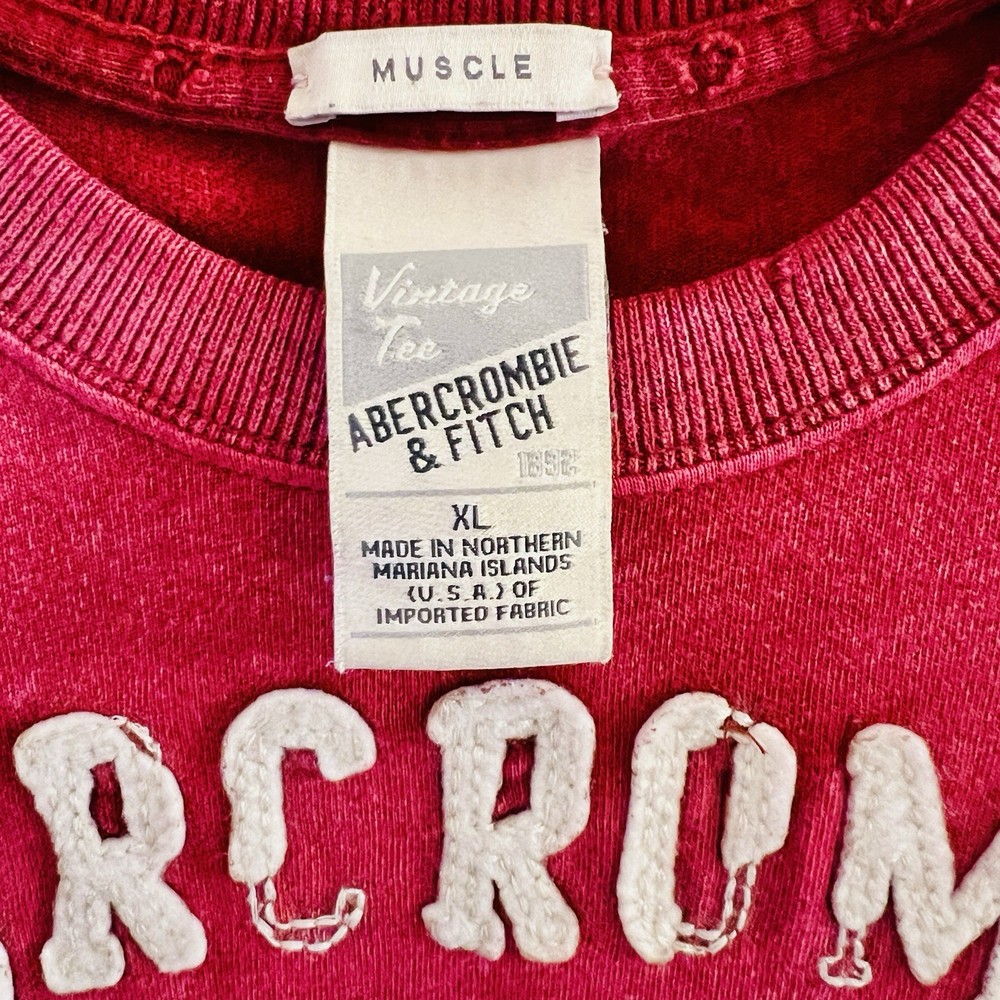 MUSCLE
Vintage
Tee
ABERCROMBIE
& FITCH
1892
XL
MADE IN NORTHERN
MARIANA ISLANDS
(U.S.A.) OF
IMPORTED FABRIC
RCROM